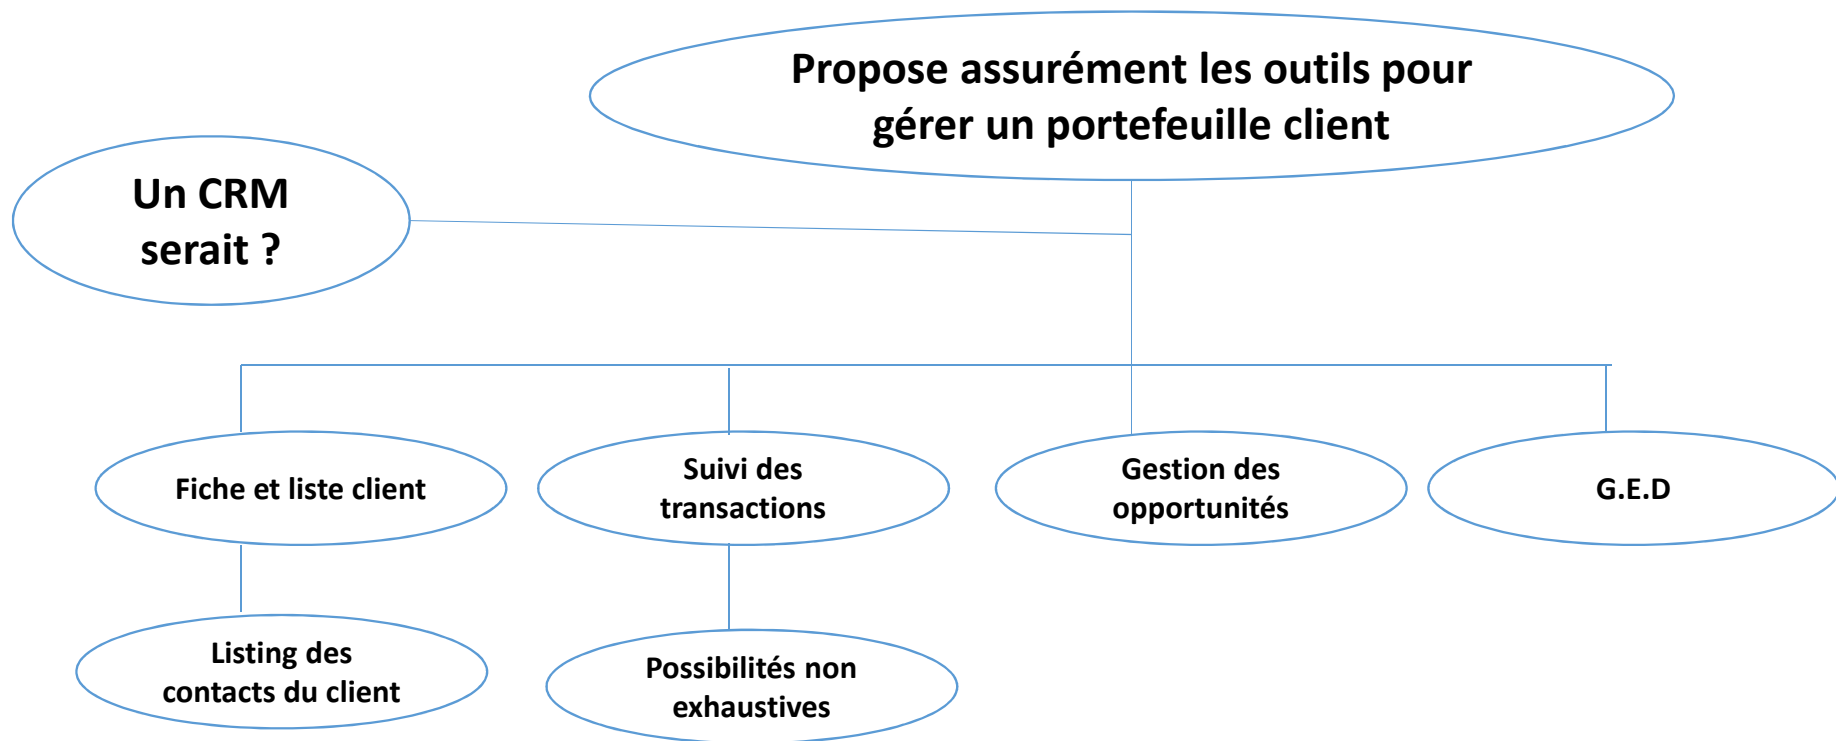 Propose assurément les outils pour
gérer un portefeuille client
Un CRM
serait ?
Fiche et liste client
Suivi des
transactions
Gestion des
opportunités
G.E.D
Listing des
contacts du client
Possibilités non
exhaustives